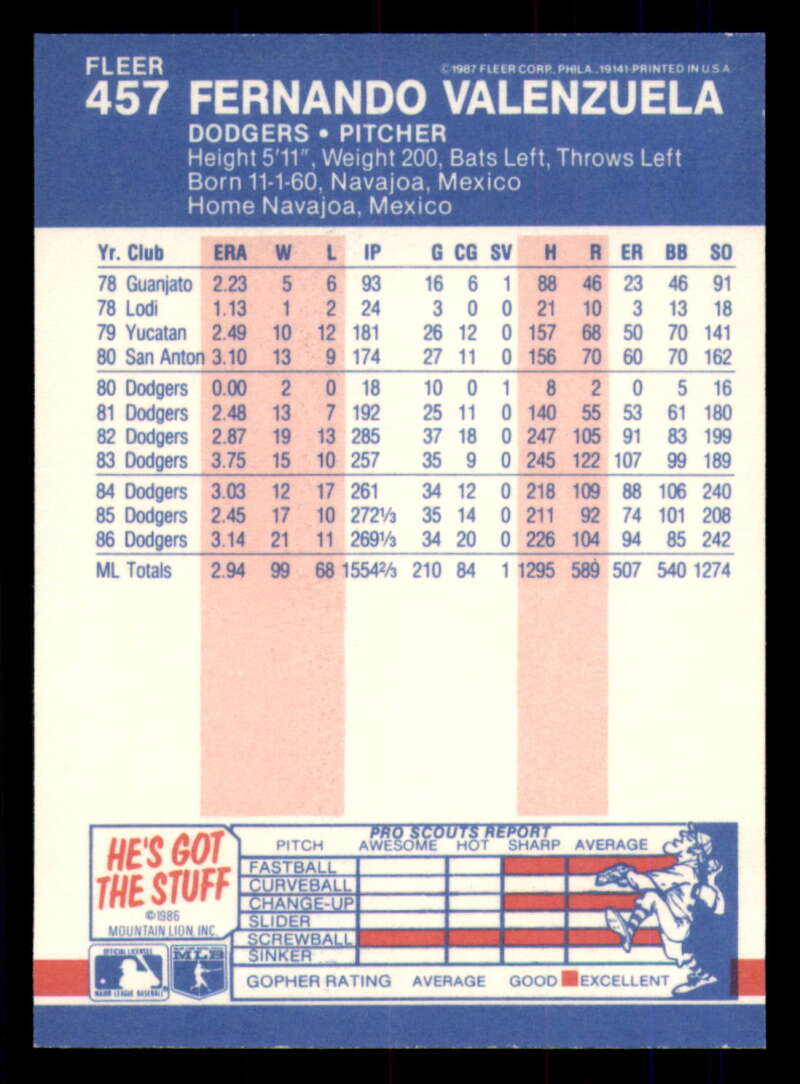 FLEER
©1987 FLEER CORP., PHILA., 19141-PRINTED IN U.S.A.
457 FERNANDO VALENZUELA
DODGERS • PITCHER
Height 5'11", Weight 200, Bats Left, Throws Left
Born 11-1-60, Navajoa, Mexico
Home Navajoa, Mexico
Yr. Club ERA W L IP G CG SV H R ER BB SO
78 Guanjato 2.23 5 6 93 16 6 1 88 46 23 46 91
78 Lodi 1.13 1 2 24 3 0 0 21 10 3 13 18
79 Yucatan 2.49 10 12 181 26 12 0 157 68 50 70 141
80 San Anton 3.10 13 9 174 27 11 0 156 70 60 70 162
80 Dodgers 0.00 2 0 18 10 0 1 8 2 0 5 16
81 Dodgers 2.48 13 7 192 25 11 0 140 55 53 61 180
82 Dodgers 2.87 19 13 285 37 18 0 247 105 91 83 199
83 Dodgers 3.75 15 10 257 35 9 0 245 122 107 99 189
84 Dodgers 3.03 12 17 261 34 12 0 218 109 88 106 240
85 Dodgers 2.45 17 10 272⅓ 35 14 0 211 92 74 101 208
86 Dodgers 3.14 21 11 269⅓ 34 20 0 226 104 94 85 242
ML Totals 2.94 99 68 1554⅔ 210 84 1 1295 589 507 540 1274
HE'S GOT
THE STUFF
©1986
MOUNTAIN LION, INC.
PRO SCOUTS REPORT
PITCH AWESOME HOT SHARP AVERAGE
FASTBALL
CURVEBALL
CHANGE-UP
SLIDER
SCREWBALL
SINKER
GOPHER RATING AVERAGE GOOD EXCELLENT
OFFICIAL LICENSEE
MAJOR LEAGUE BASEBALL
MLB